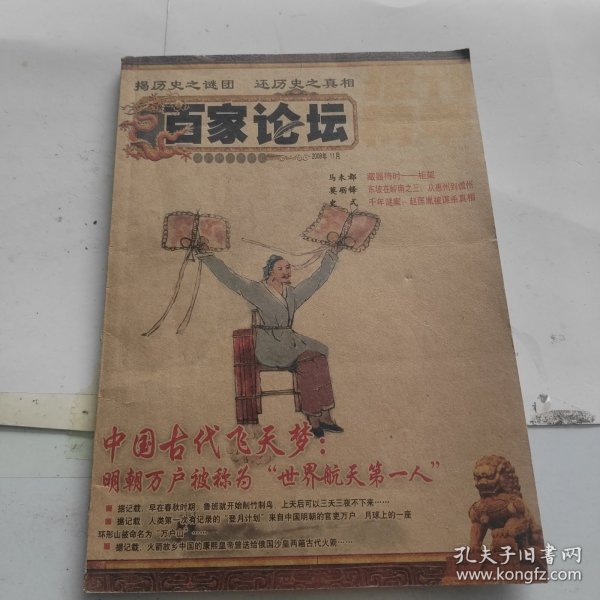 揭历史之谜团 还历史之真相
百家论坛
2009年 11月
马未都 藏器待时——柜架
莫砺锋 东坡在岭南之三：从惠州到儋州
史式 千年谜案：赵匡胤被谋杀真相
中国古代飞天梦：
明朝万户被称为“世界航天第一人”
据记载，早在春秋时期，鲁班就开始削竹制鸟，上天后可以三天三夜不下来……
据记载，人类第一次有记录的“登月计划”来自中国明朝的官吏万户，月球上的一座
环形山被命名为“万户山”……
据记载，火箭故乡中国的康熙皇帝曾送给俄国沙皇两箱古代火箭……
孔夫子旧书网
www.kongfz.com